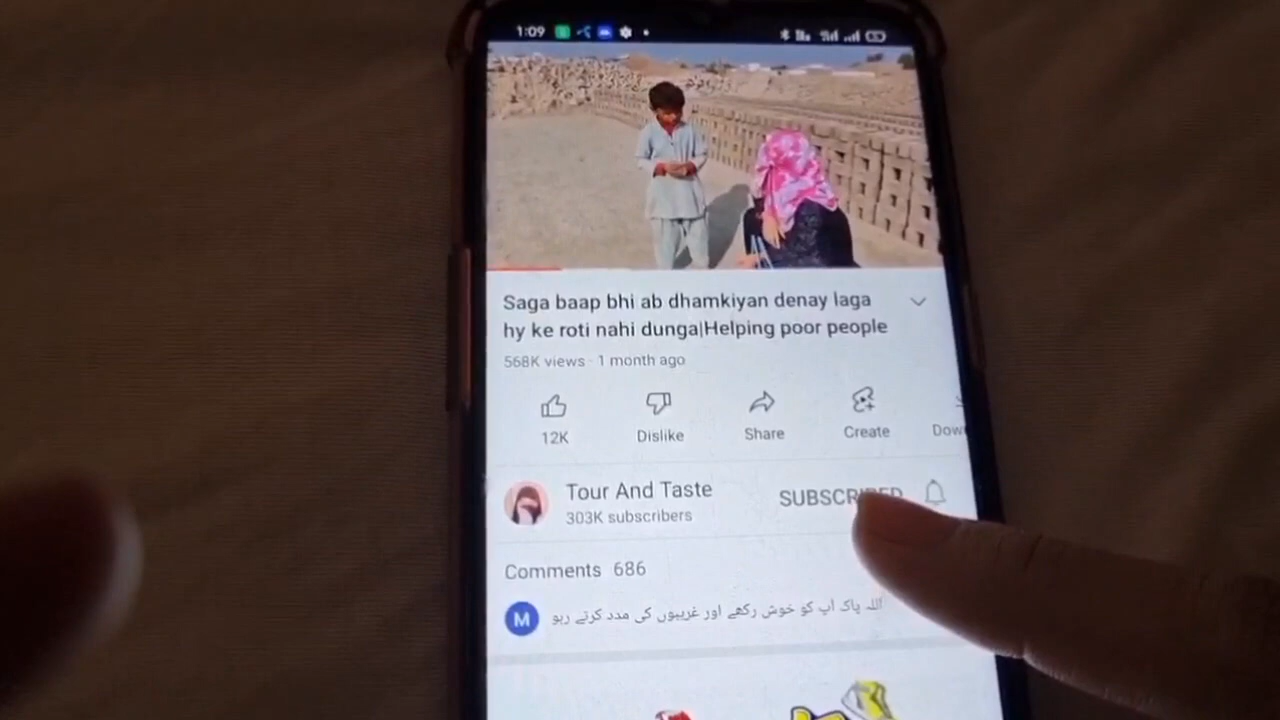 1:09
Saga baap bhi ab dhamkiyan denay laga
hy ke roti nahi dunga|Helping poor people
568K views · 1 month ago
12K Dislike Share Create
Tour And Taste
303K subscribers
SUBSCRIBED
Comments 686
M
اللہ پاک آپ کو خوش رکھے اور غریبوں کی مدد کرتے رہو